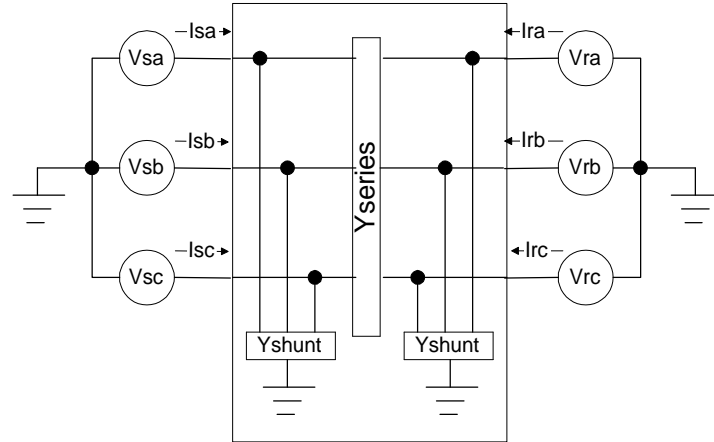 Isa
Ira
Vsa
Vra
Isb
Irb
Vsb
Vrb
Yseries
Isc
Irc
Vsc
Vrc
Yshunt
Yshunt